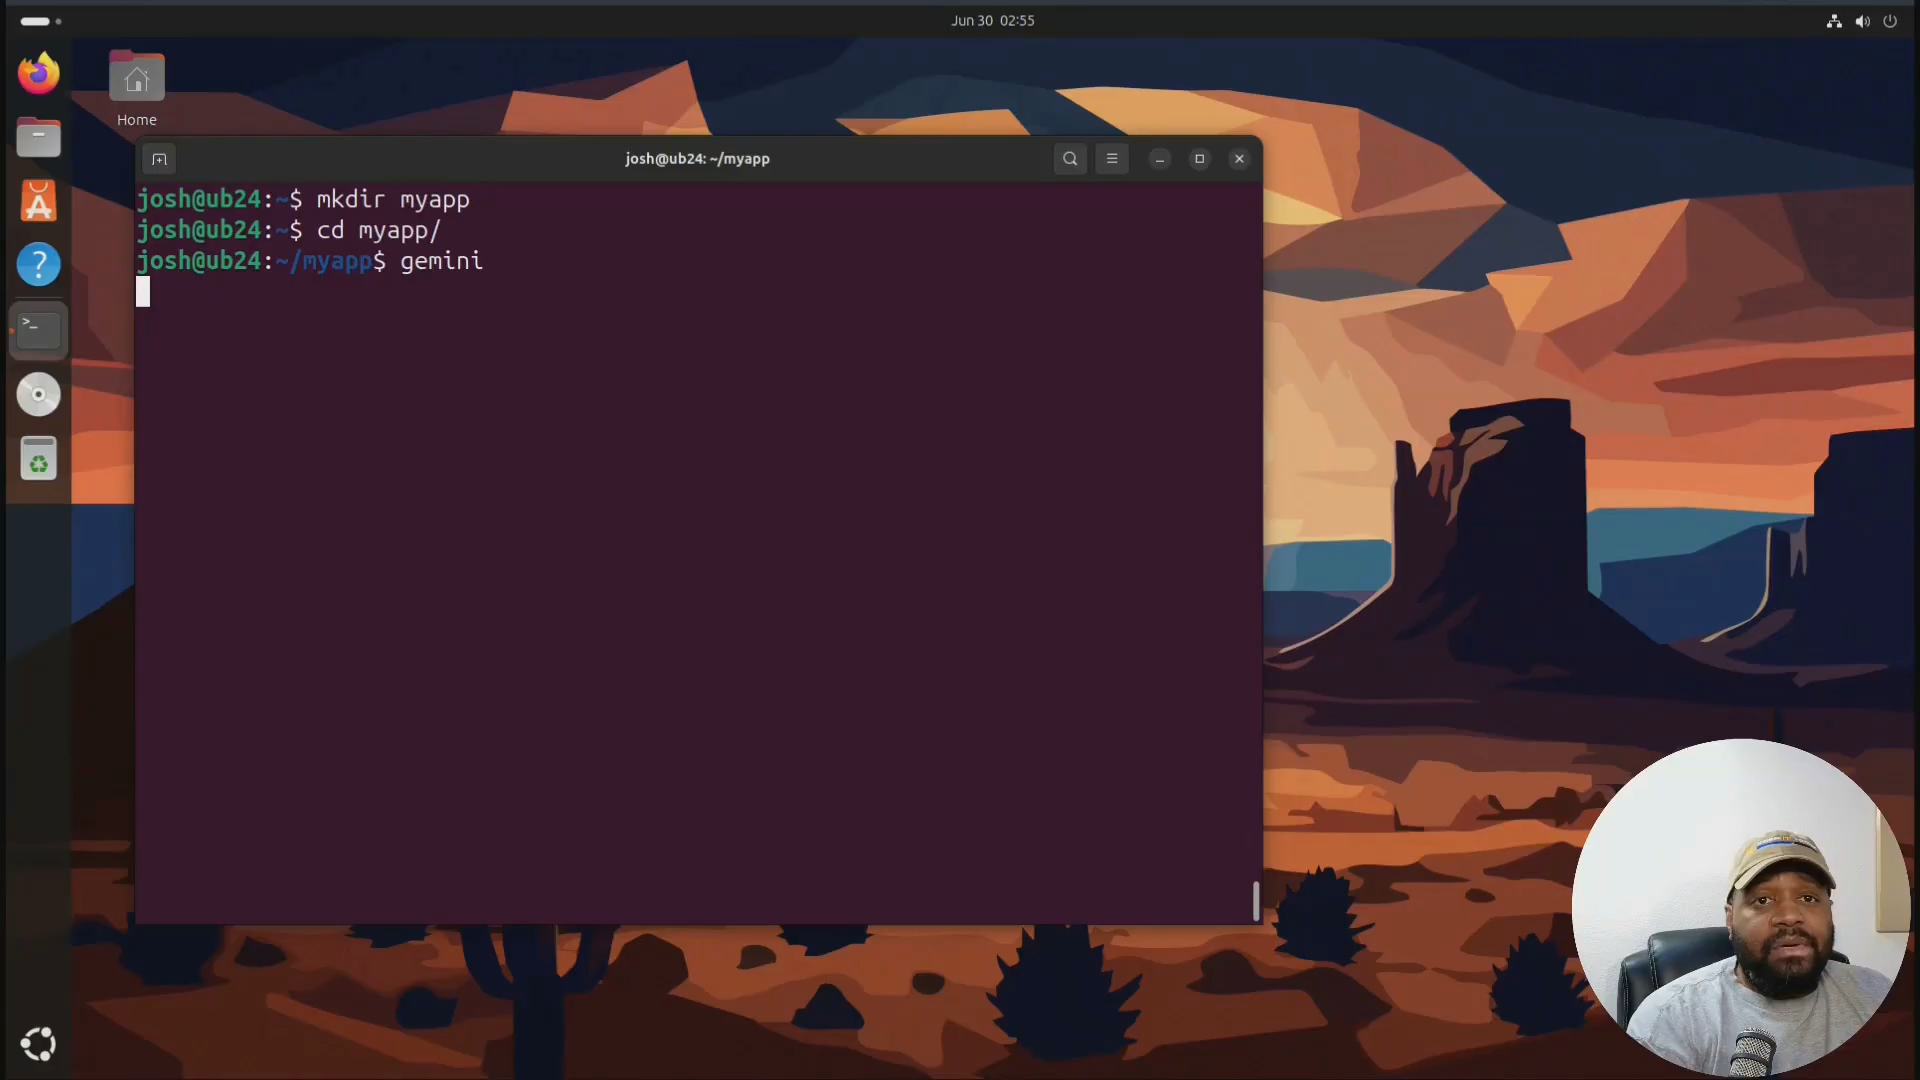 Jun 30 02:55
Home
josh@ub24: ~/myapp
josh@ub24:~$ mkdir myapp
josh@ub24:~$ cd myapp/
josh@ub24:~/myapp$ gemini